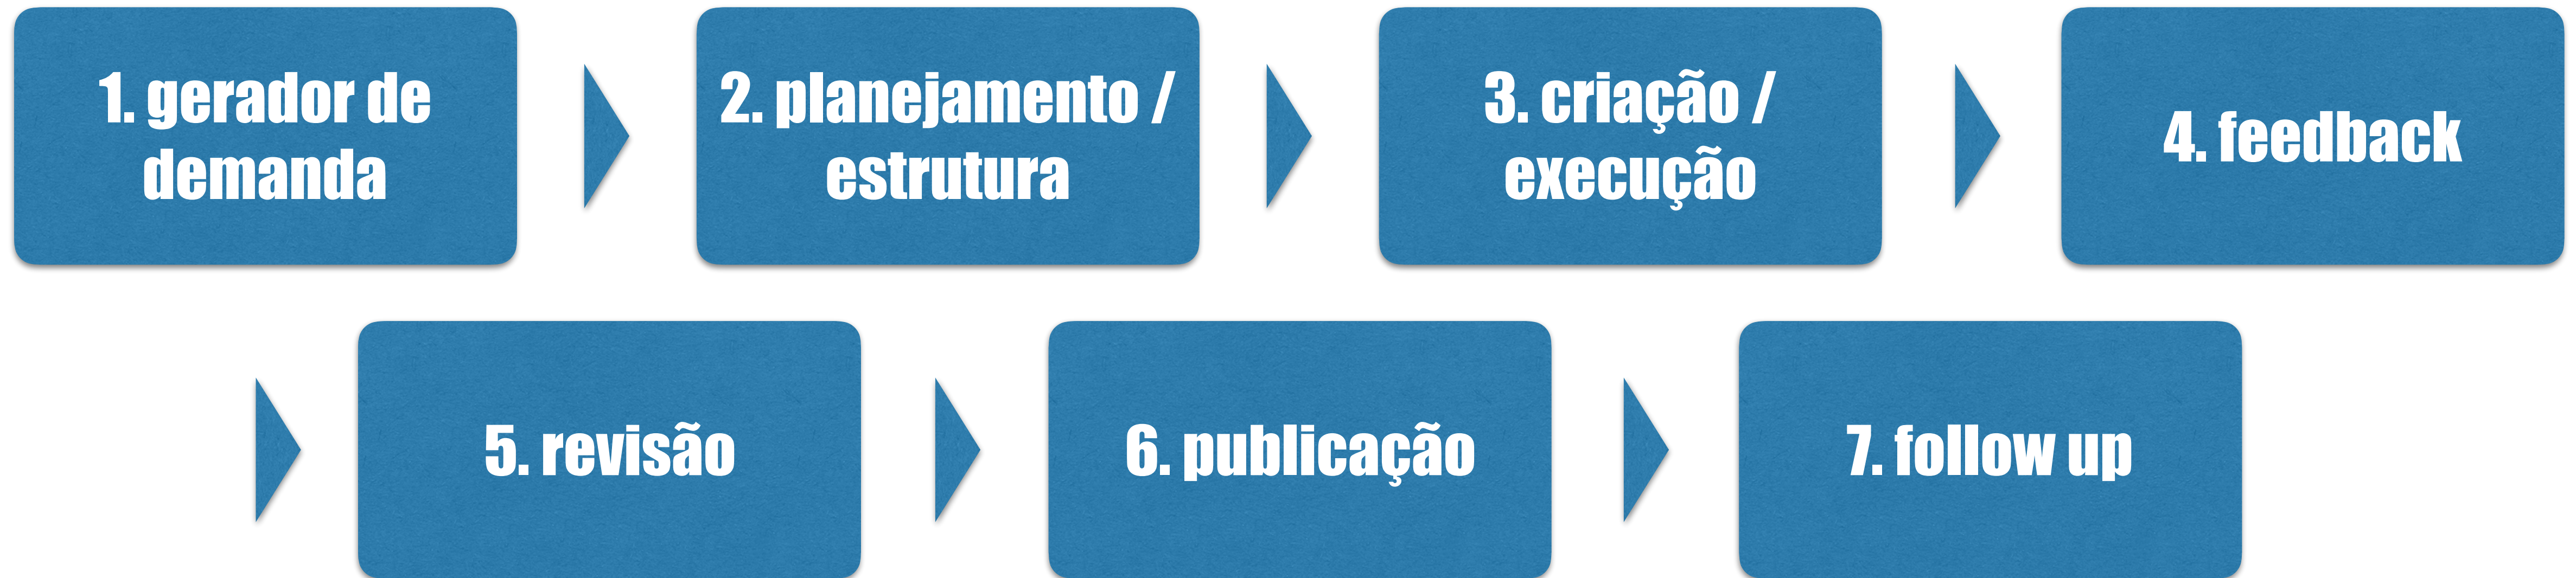 1. gerador de
demanda
2. planejamento /
estrutura
3. criação /
execução
4. feedback
5. revisão
6. publicação
7. follow up